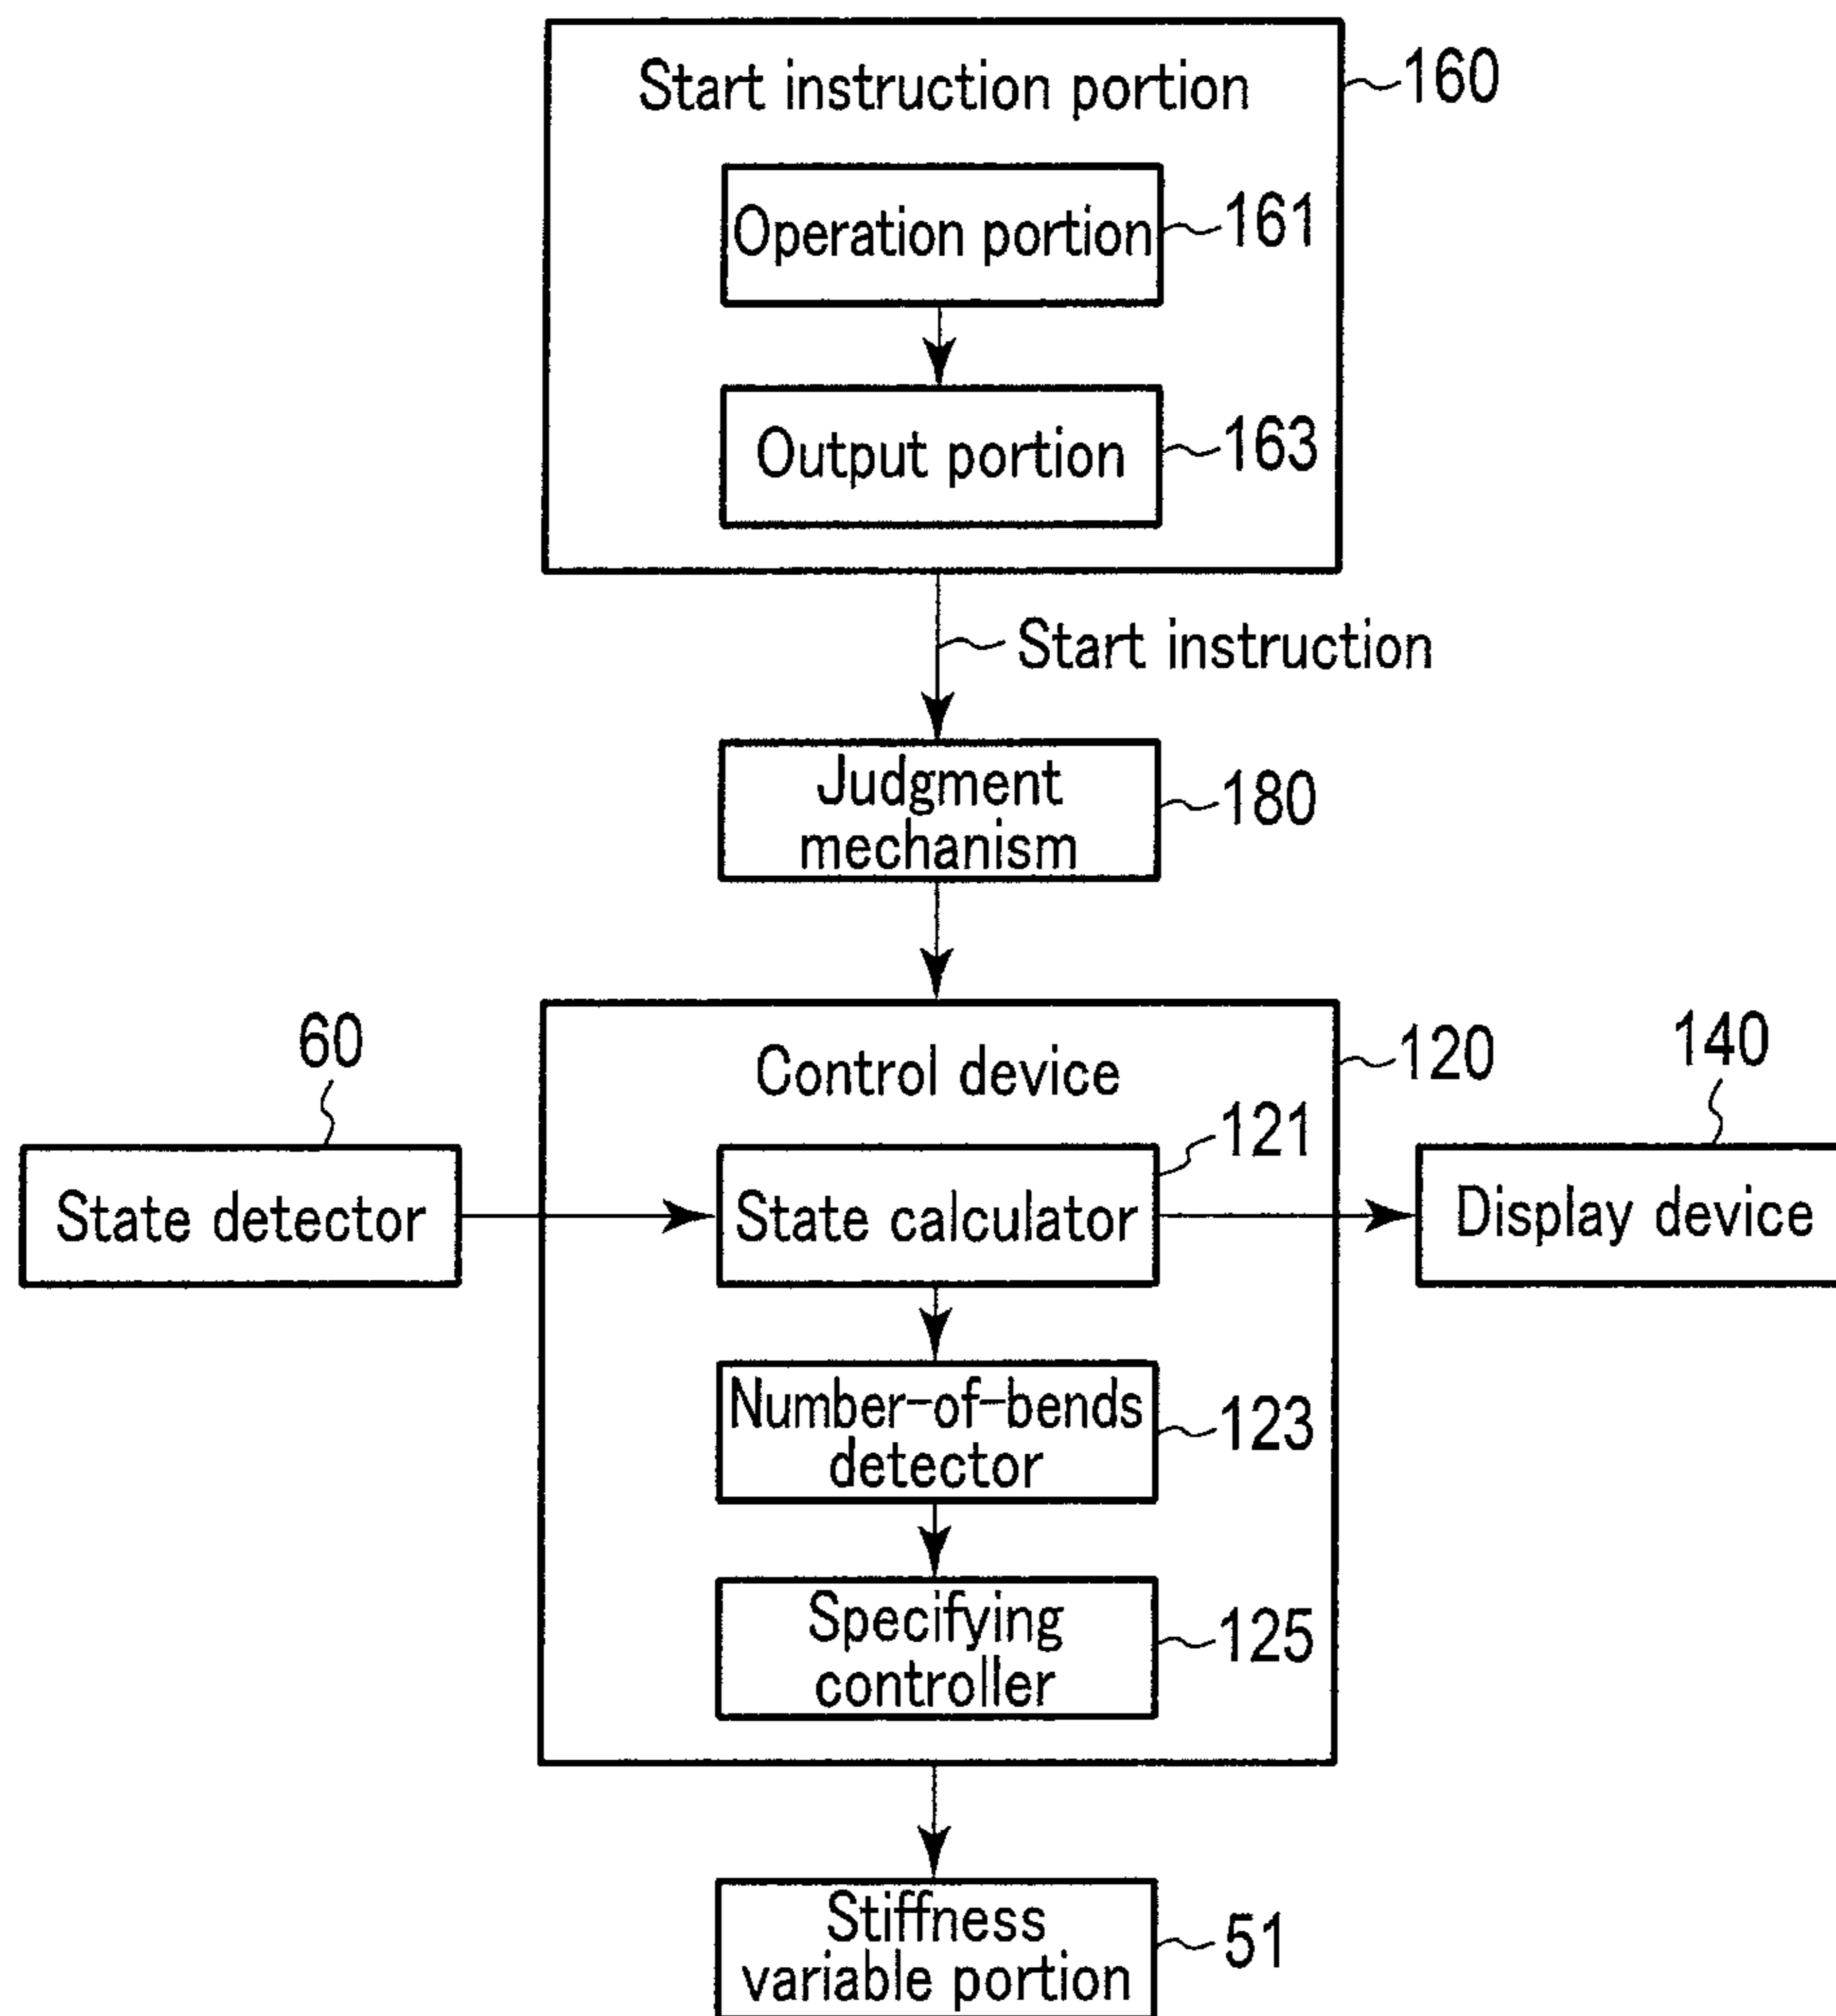 Start instruction portion
160
Operation portion
161
Output portion
163
Start instruction
Judgment
mechanism
180
60
Control device
120
140
121
State detector
State calculator
Display device
Number-of-bends
detector
123
Specifying
controller
125
Stiffness
variable portion
51